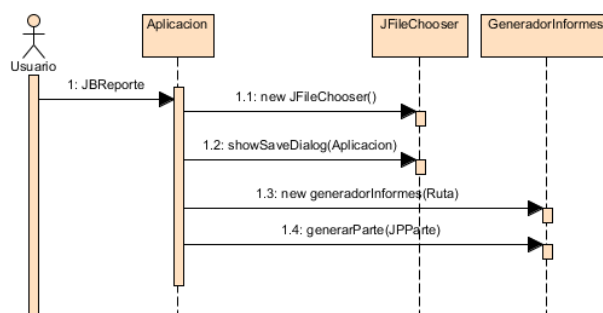 Aplicacion
JFileChooser
GeneradorInformes
Usuario
1: JBReporte
1.1: new JFileChooser()
1.2: showSaveDialog(Aplicacion)
1.3: new generadorInformes(Ruta)
1.4: generarParte(JPParte)